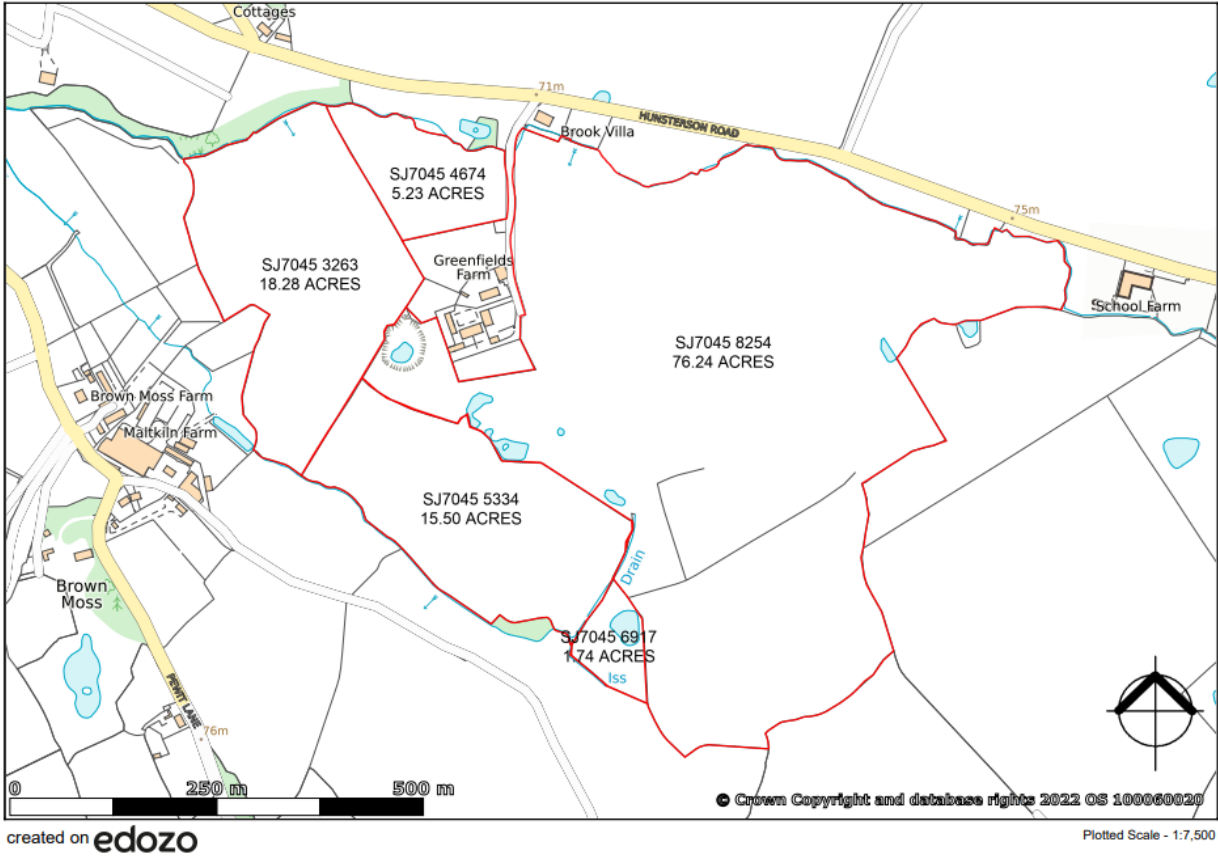 Cottages
71m
HUNSTERSON ROAD
Brook Villa
SJ7045 4674
5.23 ACRES
75m
SJ7045 3263
18.28 ACRES
Greenfields
Farm
School Farm
SJ7045 8254
76.24 ACRES
Brown Moss Farm
Maltkiln Farm
SJ7045 5334
15.50 ACRES
Drain
Brown
Moss
SJ7045 6917
1.74 ACRES
Iss
PEWIT LANE
76m
0
250 m
500 m
© Crown Copyright and database rights 2022 OS 100060020
created on edozo
Plotted Scale - 1:7,500